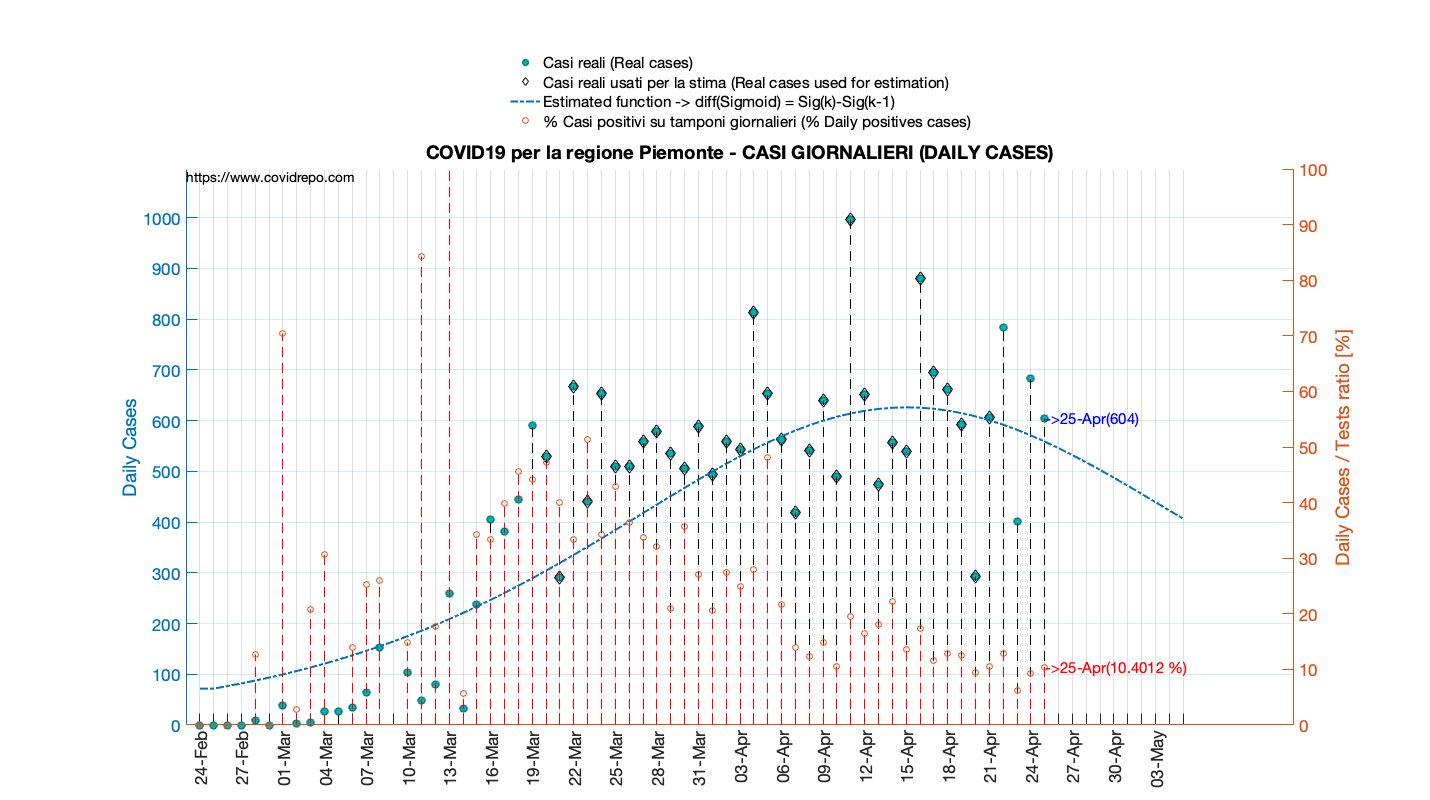 Casi reali (Real cases)
Casi reali usati per la stima (Real cases used for estimation)
Estimated function -> diff(Sigmoid) = Sig(k)-Sig(k-1)
% Casi positivi su tamponi giornalieri (% Daily positives cases)
COVID19 per la regione Piemonte - CASI GIORNALIERI (DAILY CASES)
https://www.covidrepo.com
Daily Cases
1000
900
800
700
600
500
400
300
200
100
0
100
90
80
70
60
50
40
30
20
10
0
Daily Cases / Tests ratio [%]
->25-Apr(604)
->25-Apr(10.4012 %)
24-Feb
27-Feb
01-Mar
04-Mar
07-Mar
10-Mar
13-Mar
16-Mar
19-Mar
22-Mar
25-Mar
28-Mar
31-Mar
03-Apr
06-Apr
09-Apr
12-Apr
15-Apr
18-Apr
21-Apr
24-Apr
27-Apr
30-Apr
03-May